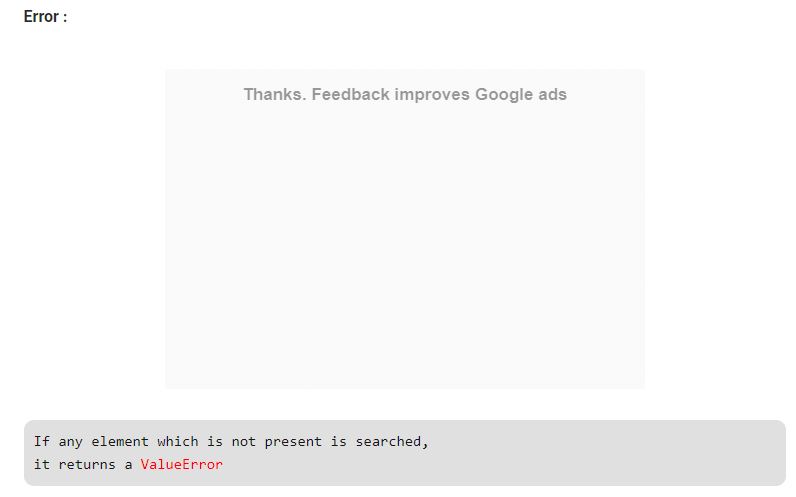 Error :
Thanks. Feedback improves Google ads
If any element which is not present is searched,
it returns a ValueError